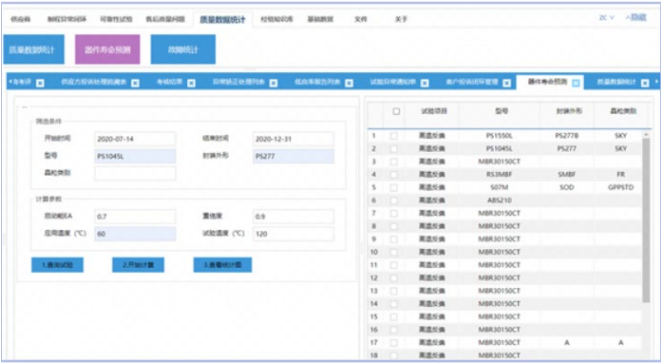 供应商 制程异常闭环 可靠性试验 售后质量问题 质量数据统计 经验知识库 基础数据 文件 关于 zc 隐藏
质量数据统计 器件寿命预测 故障统计
供应方投诉处理跟踪表 考核结果 异常矫正处理列表 低良率报告列表 试验异常通知单 客户投诉闭环管理 器件寿命预测 质量数据统计
筛选条件
开始时间 2020-07-14 结束时间 2020-12-31
型号 PS1045L 封装外形 PS277
晶粒类别
计算参数
启动能EA 0.7 置信度 0.9
应用温度 (℃) 60 试验温度 (℃) 120
1.查询试验 2.开始计算 3.查看统计图
试验项目 型号 封装外形 晶粒类别
1 高温反偏 PS1550L PS277B SKY
2 高温反偏 PS1045L PS277 SKY
3 高温反偏 MBR30150CT
4 高温反偏 RS3MBF SMBF FR
5 高温反偏 S07M SOD GPPSTD
6 高温反偏 ABS210
7 高温反偏 MBR30150CT
8 高温反偏 MBR30150CT
9 高温反偏 MBR30150CT
10 高温反偏 MBR30150CT
11 高温反偏 MBR30150CT
12 高温反偏 MBR30150CT
13 高温反偏 MBR30150CT
14 高温反偏 MBR30150CT
15 高温反偏 MBR30150CT
16 高温反偏 MBR30150CT
17 高温反偏 MBR30150CT A A
18 高温反偏 MBR30150CT